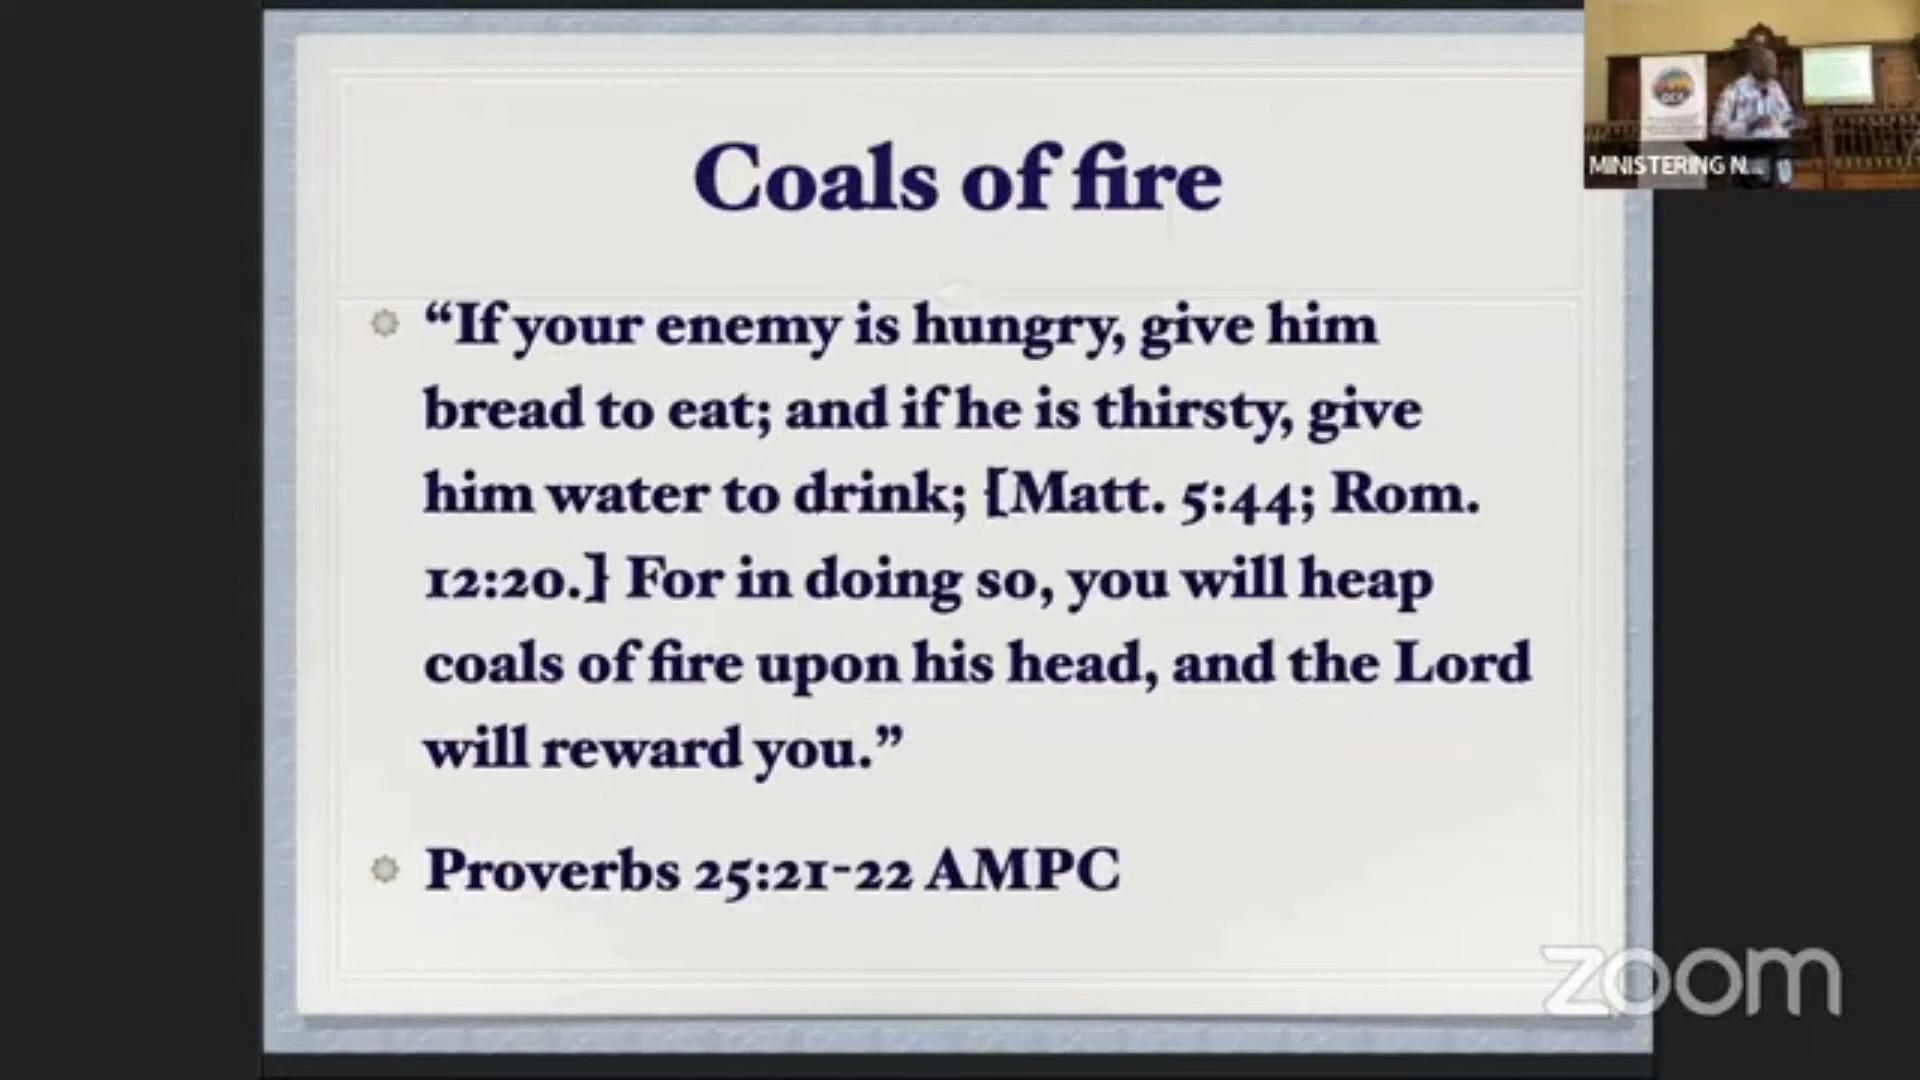 Coals of fire
“If your enemy is hungry, give him
bread to eat; and if he is thirsty, give
him water to drink; [Matt. 5:44; Rom.
12:20.] For in doing so, you will heap
coals of fire upon his head, and the Lord
will reward you.”
Proverbs 25:21-22 AMPC
MINISTERING N...
zoom